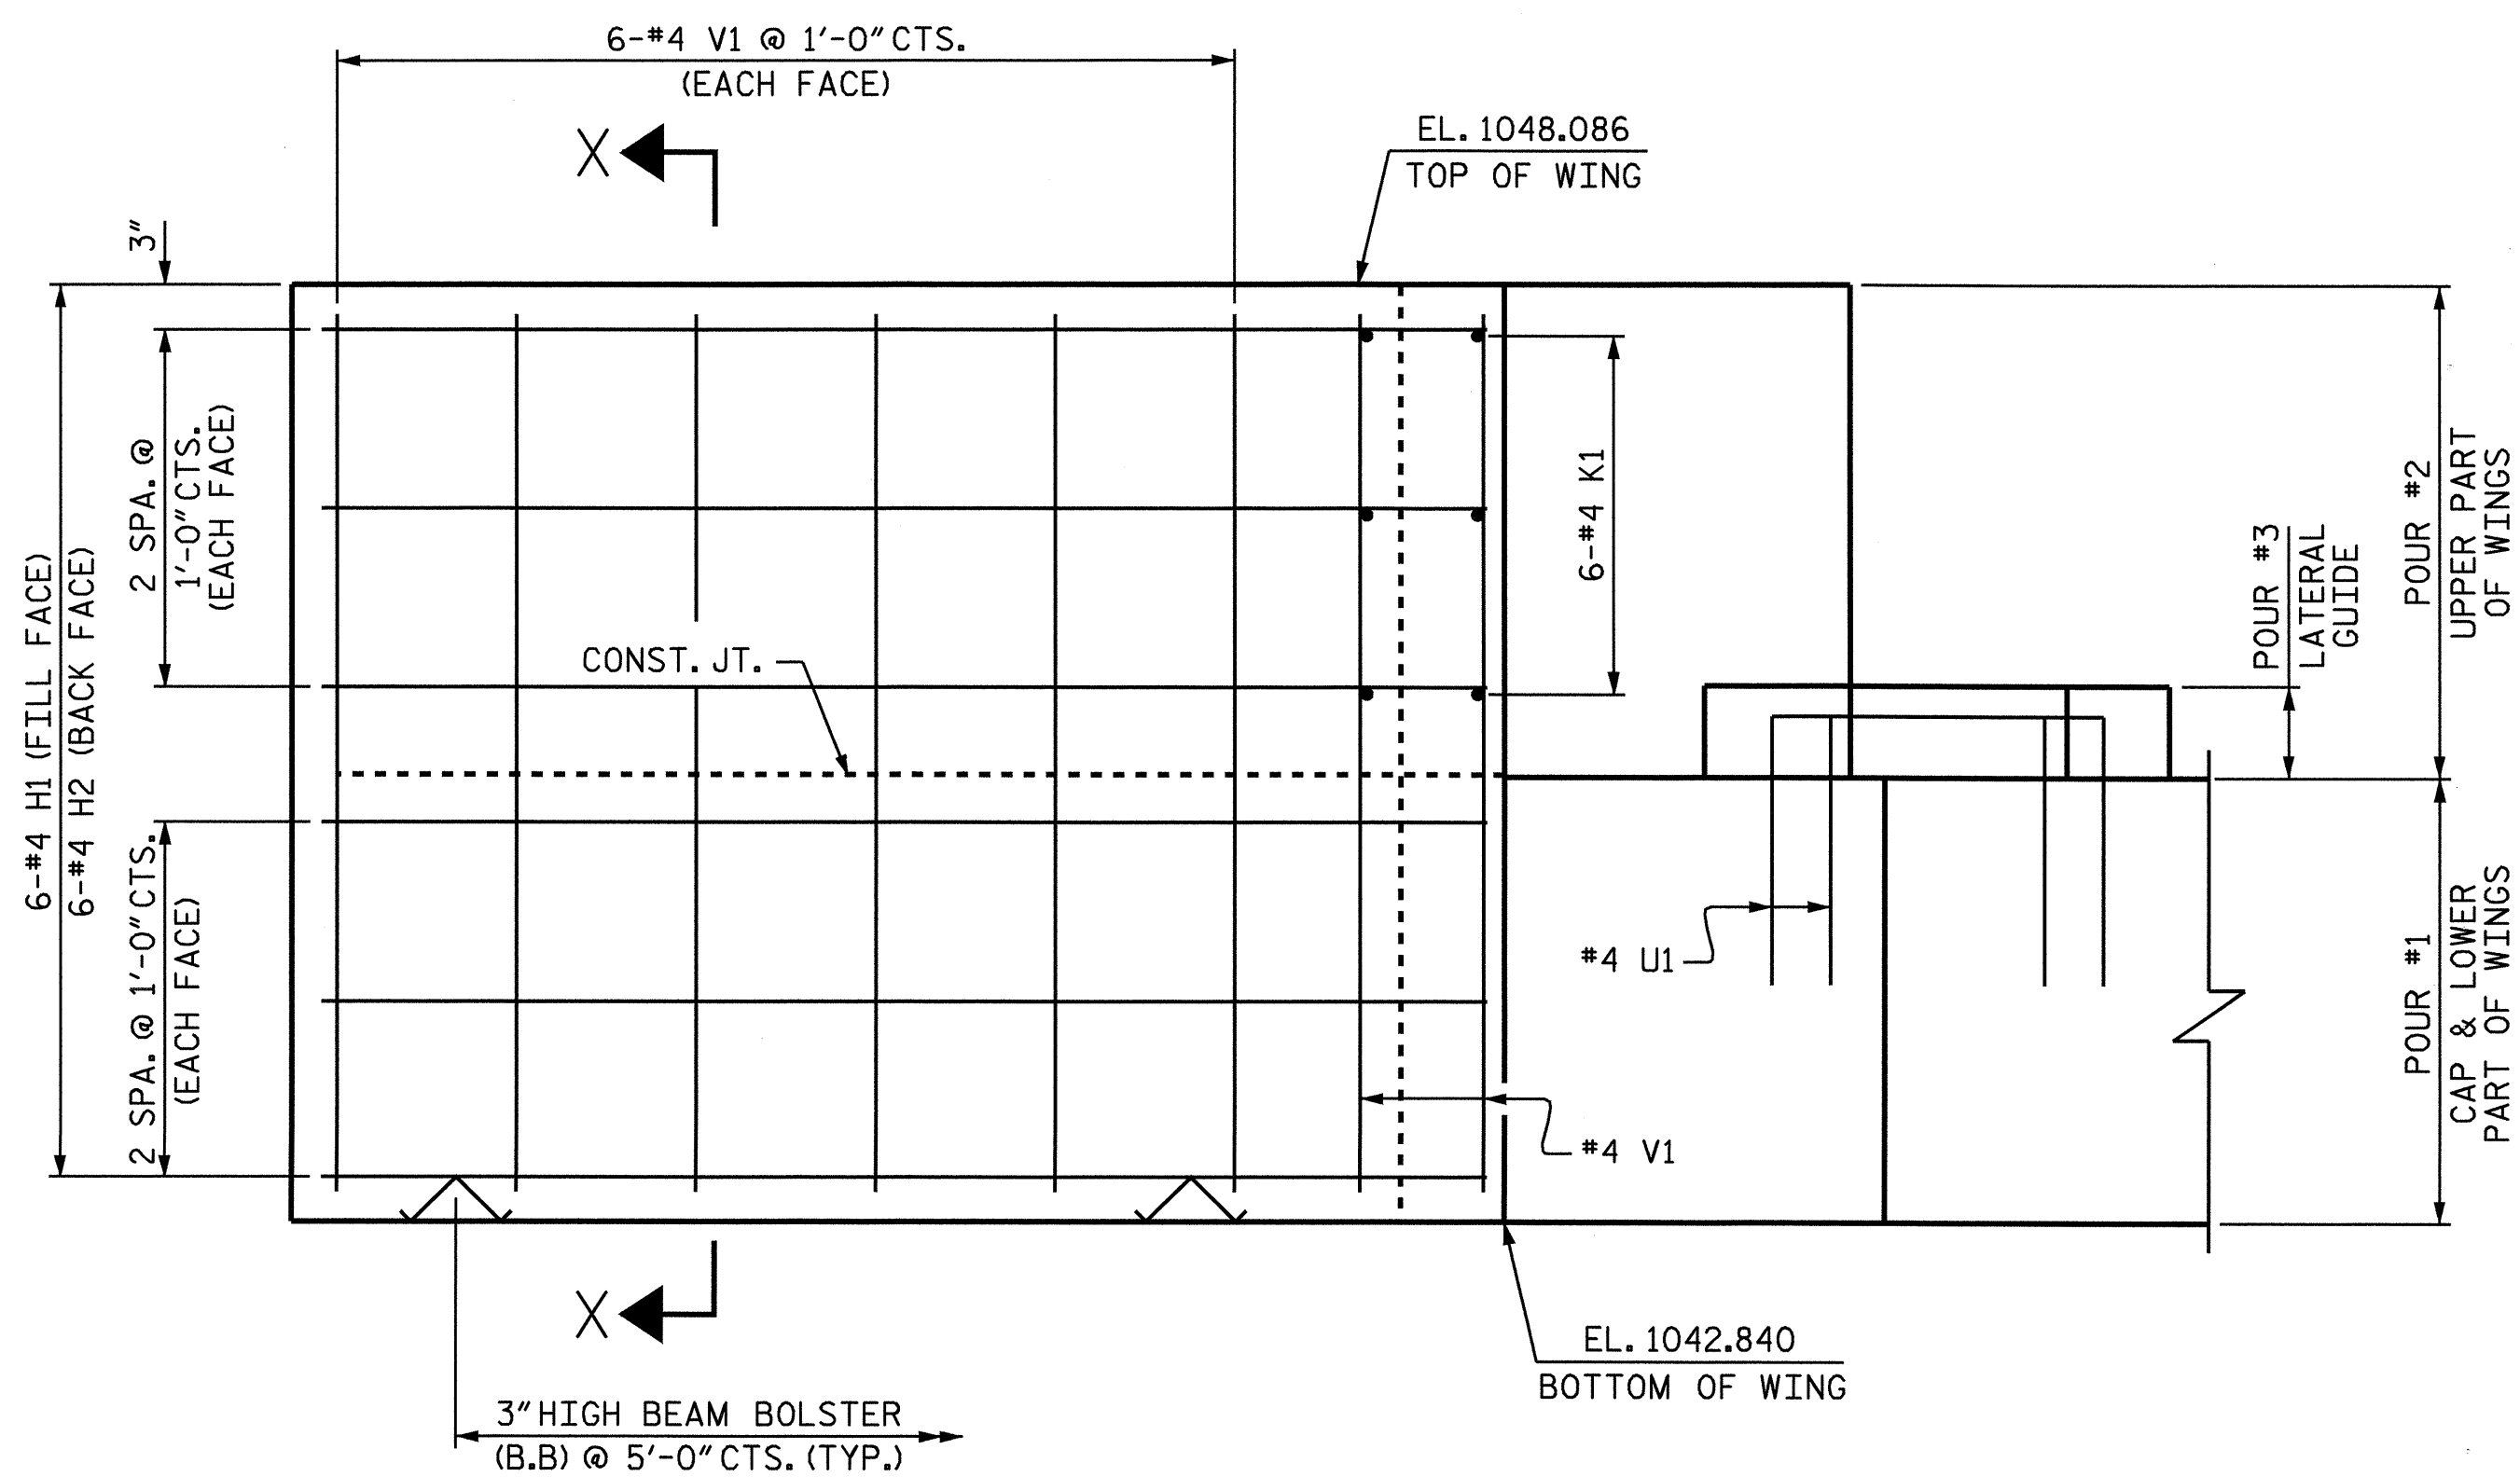 6-#4 V1 @ 1'-0" CTS.
(EACH FACE)
X
EL. 1048.086
TOP OF WING
3"
2 SPA. @
1'-0" CTS.
(EACH FACE)
6-#4 H1 (FILL FACE)
6-#4 H2 (BACK FACE)
2 SPA. @ 1'-0" CTS.
(EACH FACE)
CONST. JT.
6-#4 K1
POUR #3
LATERAL
GUIDE
POUR #2
UPPER PART
OF WINGS
#4 U1
#4 V1
POUR #1
CAP & LOWER
PART OF WINGS
X
EL. 1042.840
BOTTOM OF WING
3" HIGH BEAM BOLSTER
(B.B) @ 5'-0" CTS. (TYP.)